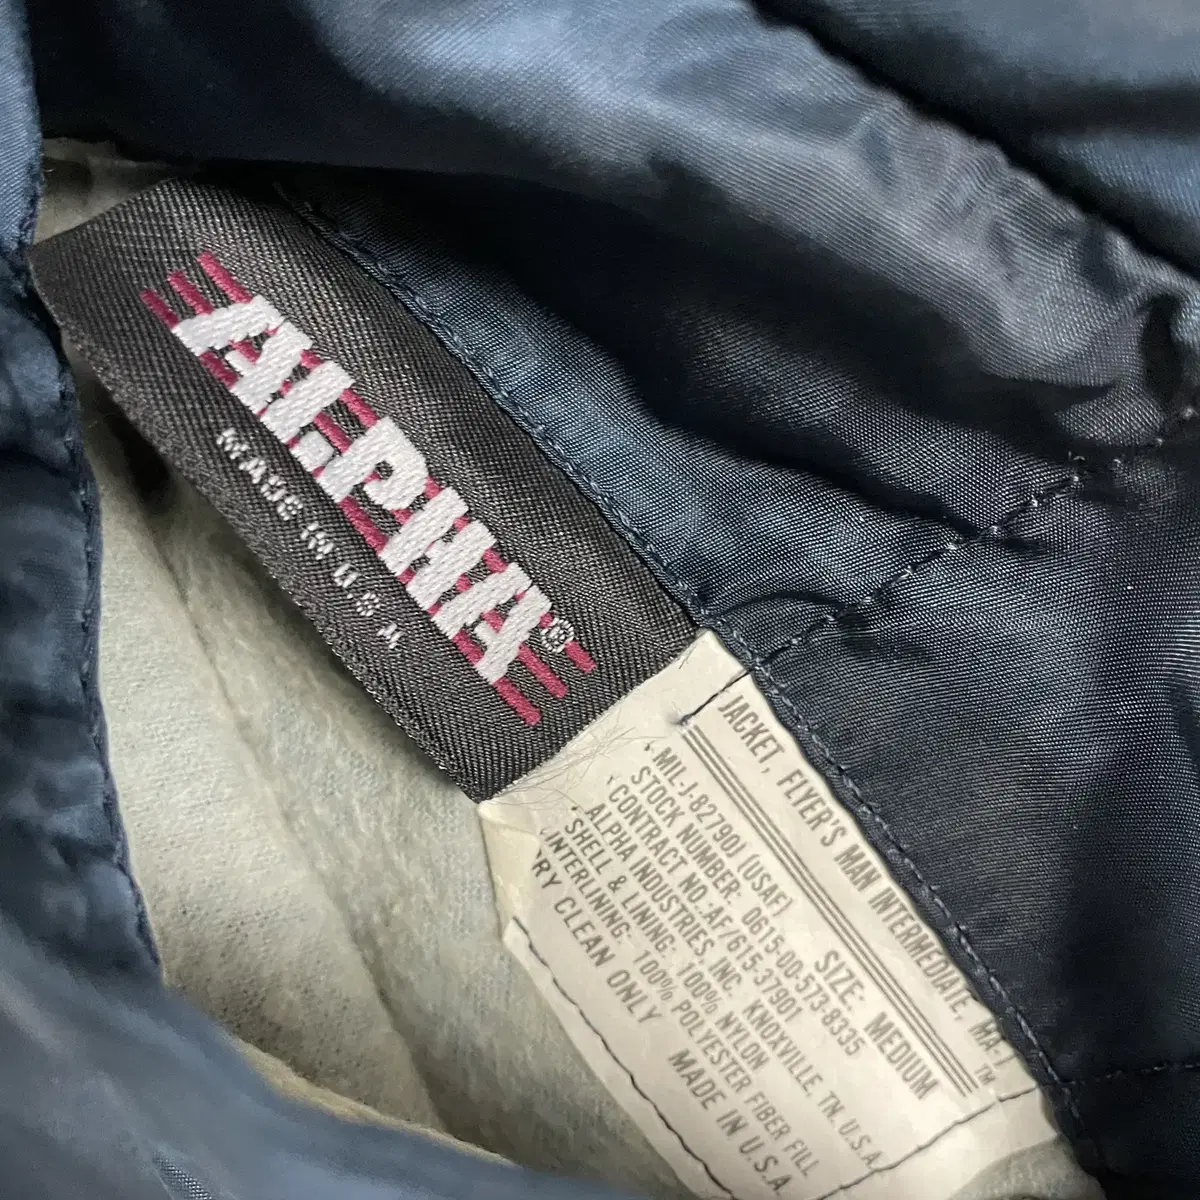 ALPHA®
MADE IN U.S.A.
JACKET, FLYER'S MAN INTERMEDIATE, MA-1™
SIZE: MEDIUM
MIL-J-82790J (USAF)
STOCK NUMBER: 0615-00-573-8335
CONTRACT NO.:AF/615-37901
ALPHA INDUSTRIES, INC. KNOXVILLE, TN. U.S.A.
SHELL & LINING: 100% NYLON
INTERLINING: 100% POLYESTER FIBER FILL
DRY CLEAN ONLY
MADE IN U.S.A.